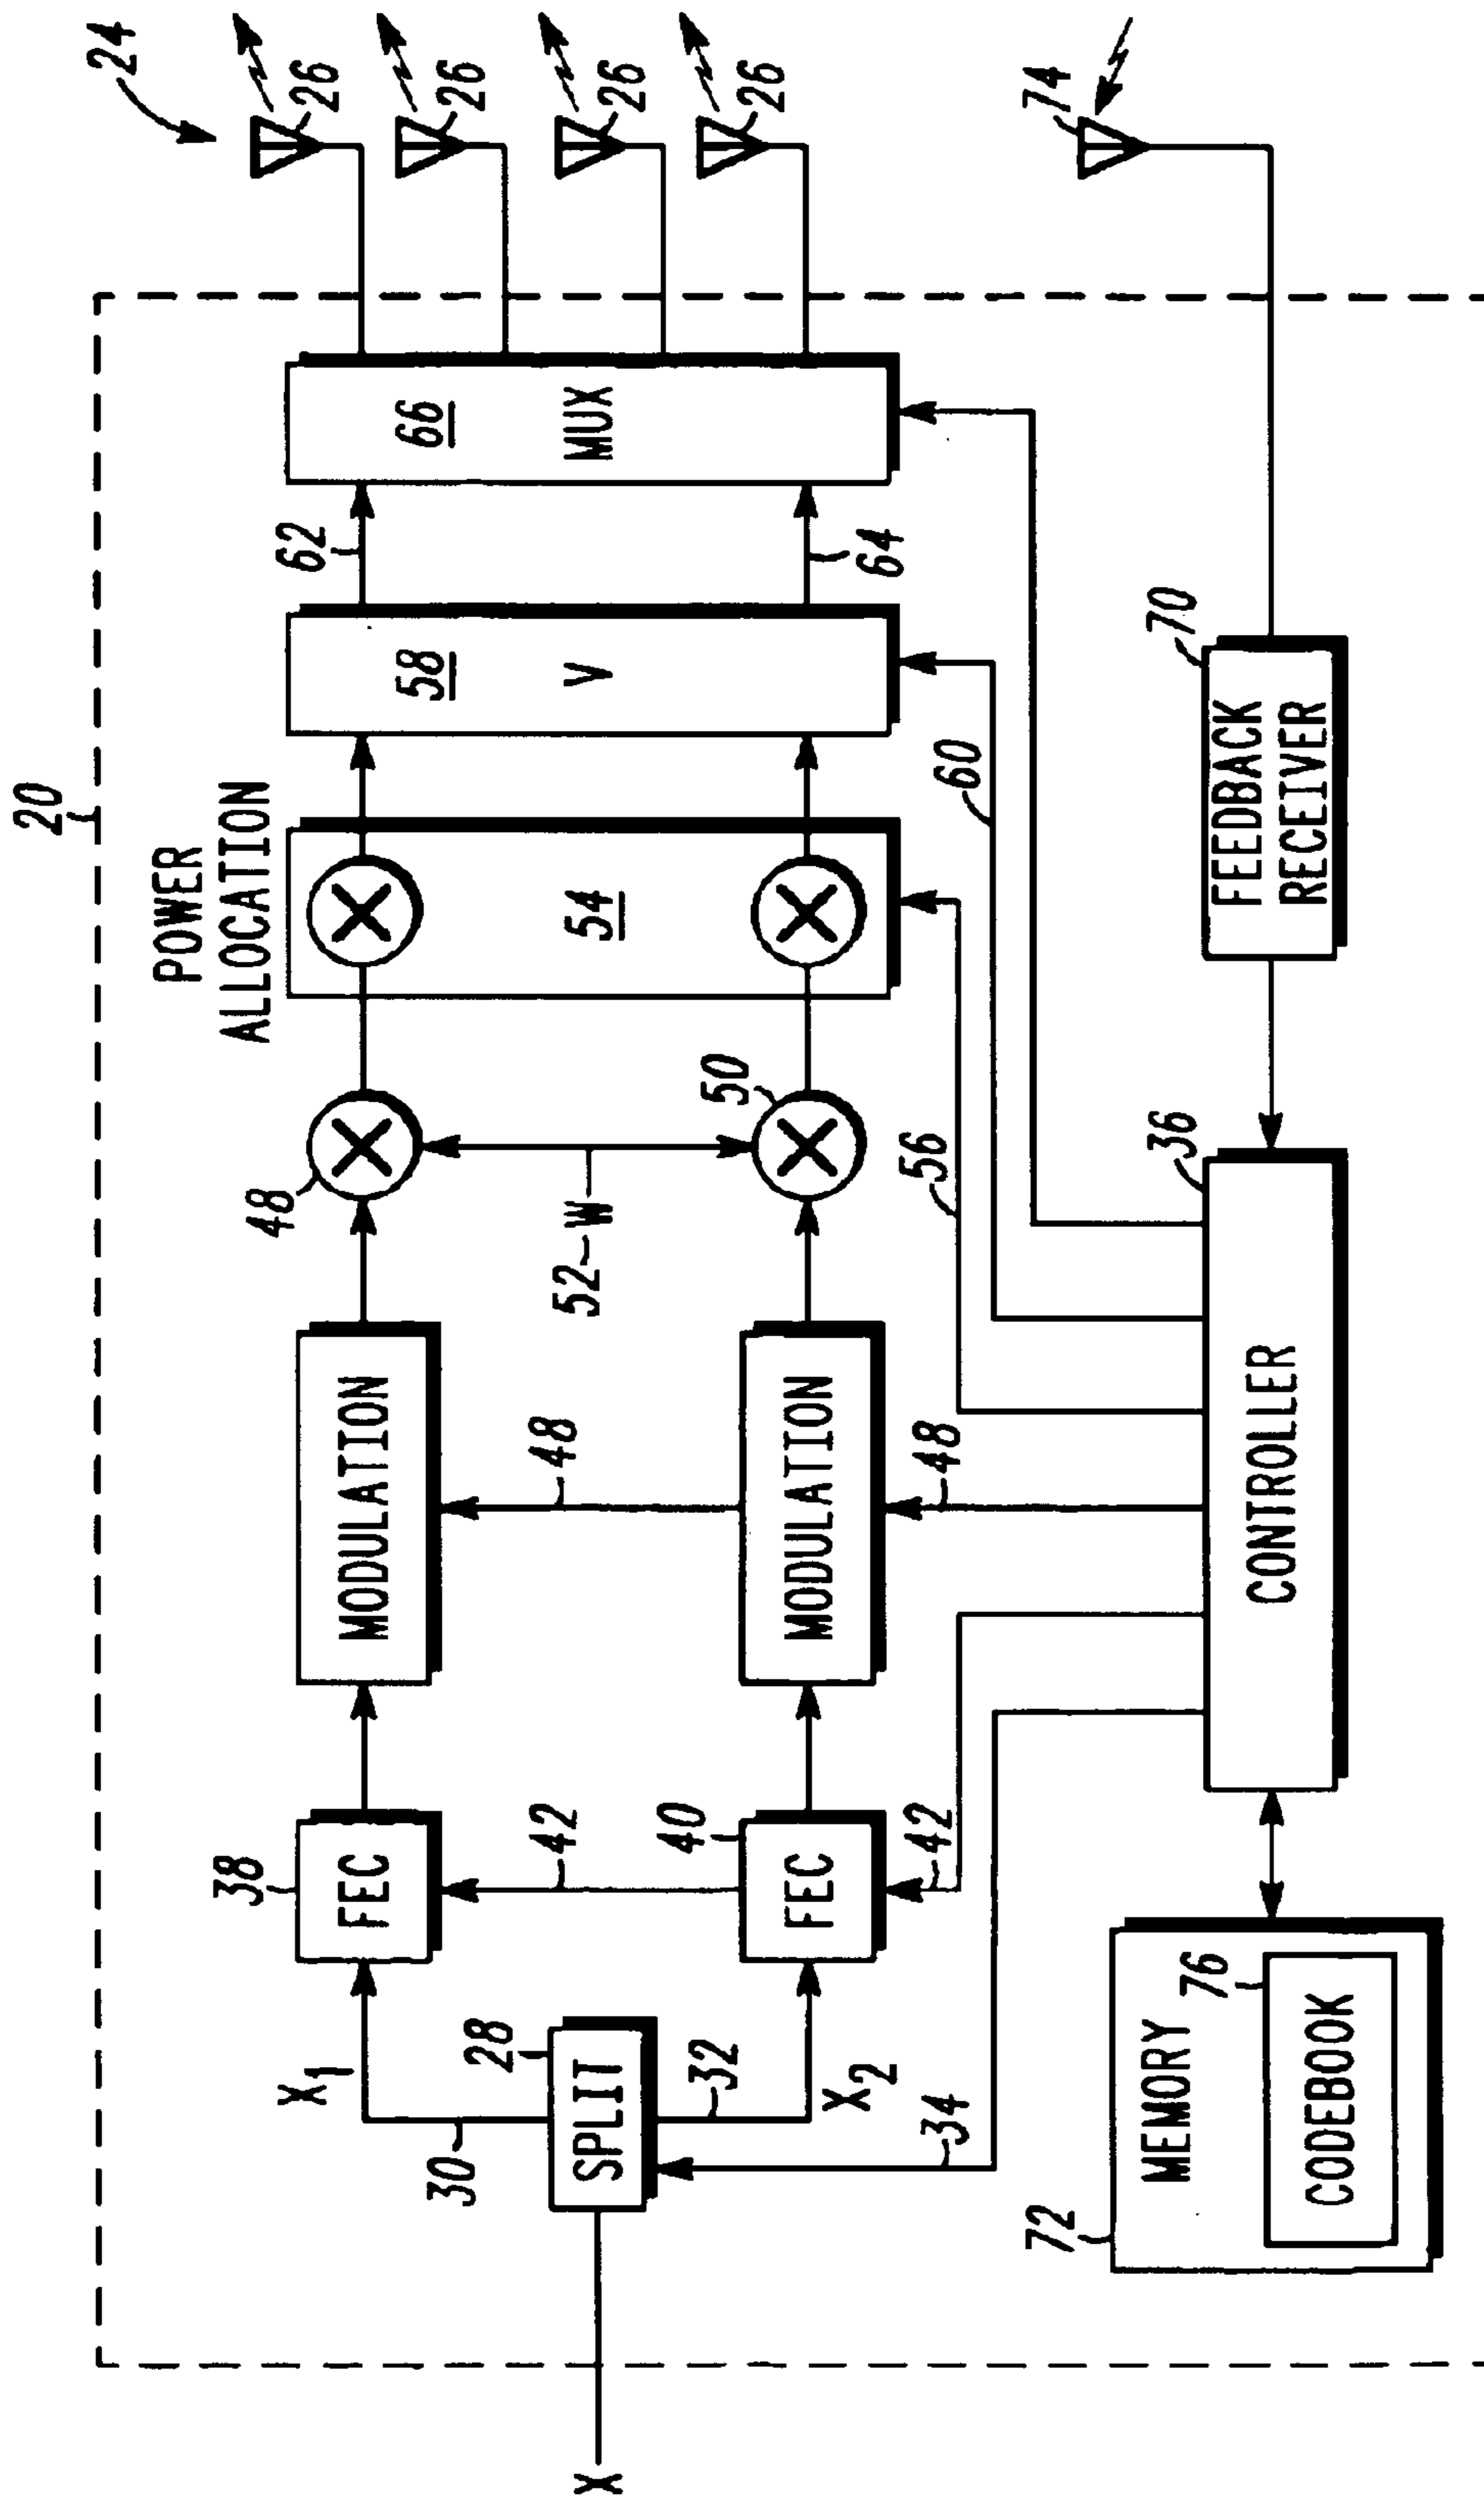 20
24
POWER
ALLOCATION
26
26
26
26
X
SPLIT
28
X1
30
32
X2
34
38
FEC
42
40
FEC
42
MODULATION
48
MODULATION
48
48
50
52 W
54
56
58
V
60
62
64
66
MUX
74
72
MEMORY
76
CODEBOOK
CONTROLLER
36
FEEDBACK
RECEIVER
70